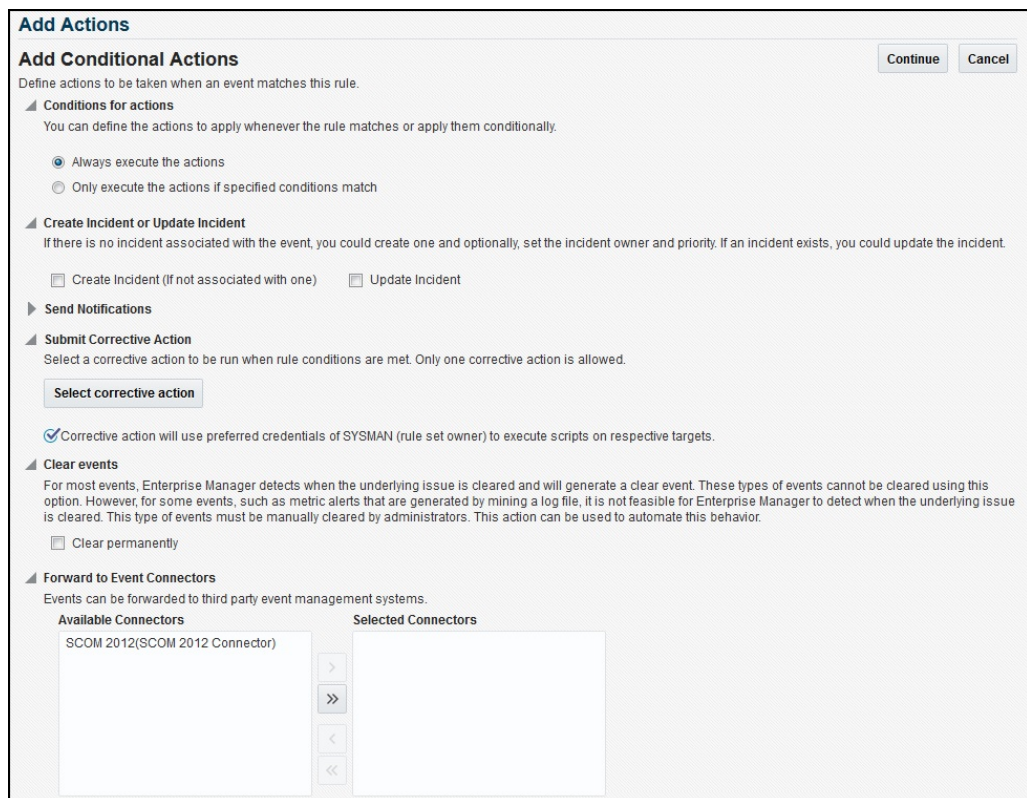 Add Actions
Add Conditional Actions
Continue
Cancel
Define actions to be taken when an event matches this rule.
Conditions for actions
You can define the actions to apply whenever the rule matches or apply them conditionally.
Always execute the actions
Only execute the actions if specified conditions match
Create Incident or Update Incident
If there is no incident associated with the event, you could create one and optionally, set the incident owner and priority. If an incident exists, you could update the incident.
Create Incident (If not associated with one)
Update Incident
Send Notifications
Submit Corrective Action
Select a corrective action to be run when rule conditions are met. Only one corrective action is allowed.
Select corrective action
Corrective action will use preferred credentials of SYSMAN (rule set owner) to execute scripts on respective targets.
Clear events
For most events, Enterprise Manager detects when the underlying issue is cleared and will generate a clear event. These types of events cannot be cleared using this
option. However, for some events, such as metric alerts that are generated by mining a log file, it is not feasible for Enterprise Manager to detect when the underlying issue
is cleared. This type of events must be manually cleared by administrators. This action can be used to automate this behavior.
Clear permanently
Forward to Event Connectors
Events can be forwarded to third party event management systems.
Available Connectors
Selected Connectors
SCOM 2012(SCOM 2012 Connector)